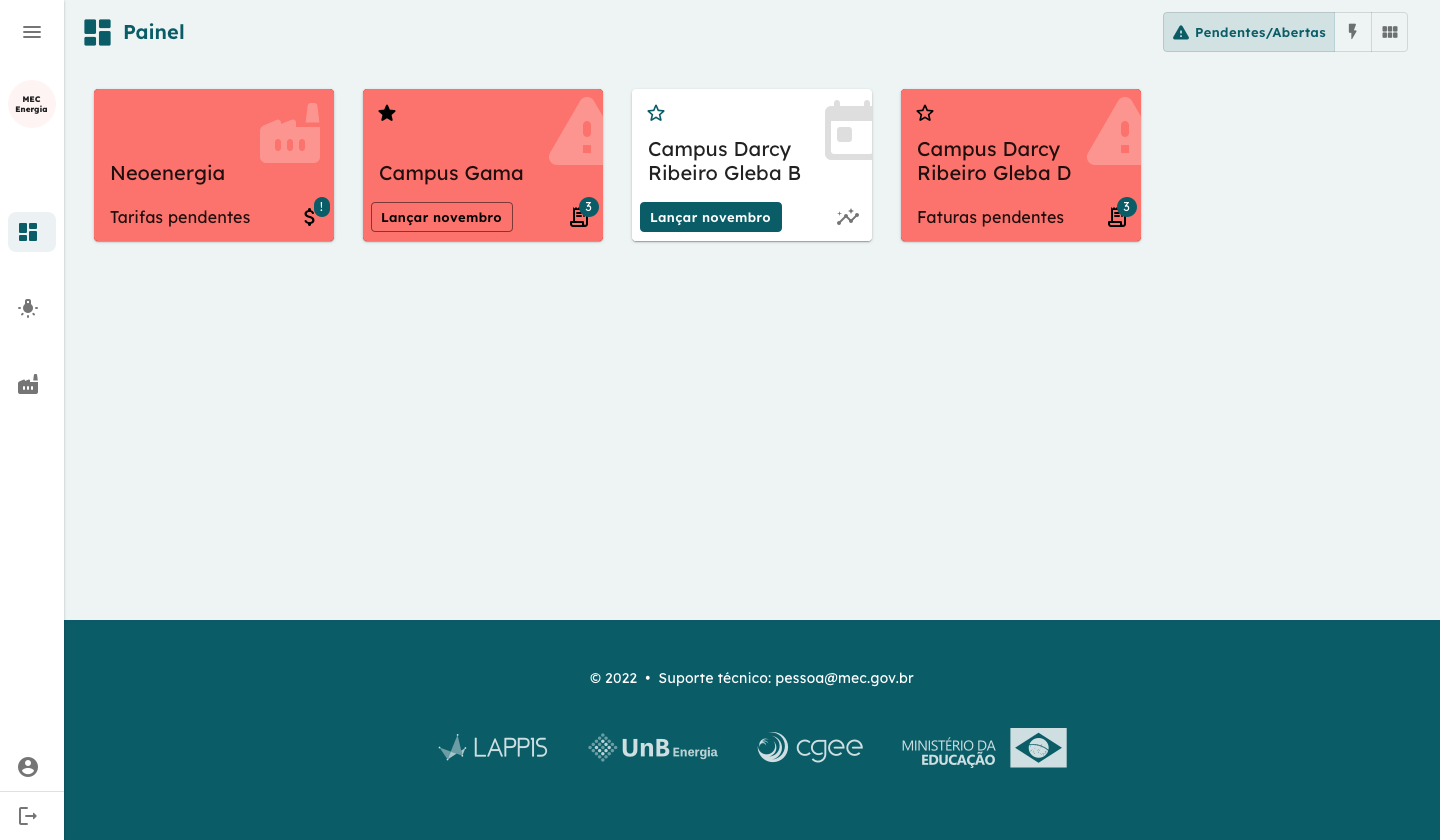 Painel
Pendentes/Abertas
MEC
Energia
Neoenergia
Tarifas pendentes
!
Campus Gama
Lançar novembro
3
Campus Darcy
Ribeiro Gleba B
Lançar novembro
Campus Darcy
Ribeiro Gleba D
Faturas pendentes
3
© 2022 • Suporte técnico: pessoa@mec.gov.br
LAPPIS
UnB Energia
cgee
MINISTÉRIO DA
EDUCAÇÃO